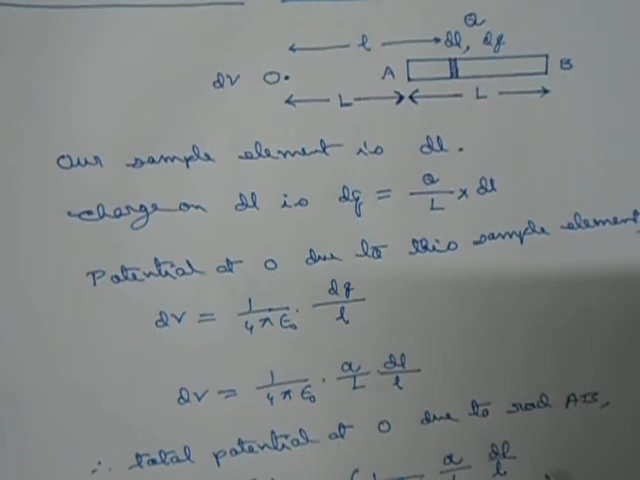 Q
l dl, dq
dv O A B
L L
Our sample element is dl.
charge on dl is dq = Q/L × dl
Potential at O due to this sample element
dv = 1/4πε₀ · dq/l
dv = 1/4πε₀ · Q/L · dl/l
∴ total potential at O due to rod AB,
Q/L dl/l